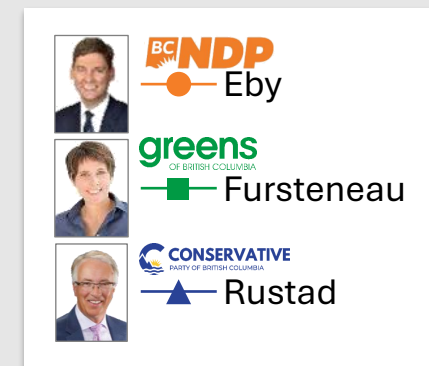 BC NDP
Eby
greens
OF BRITISH COLUMBIA
Fursteneau
CONSERVATIVE
PARTY OF BRITISH COLUMBIA
Rustad